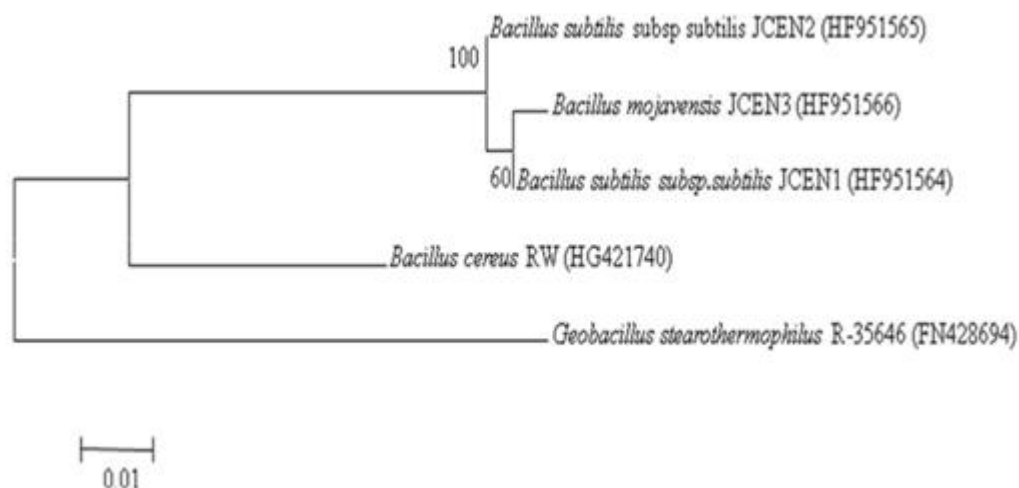 Bacillus subtilis subsp subtilis JCEN2 (HF951565)
100
Bacillus mojavensis JCEN3 (HF951566)
60 Bacillus subtilis subsp.subtilis JCEN1 (HF951564)
Bacillus cereus RW (HG421740)
Geobacillus stearothermophilus R-35646 (FN428694)
0.01